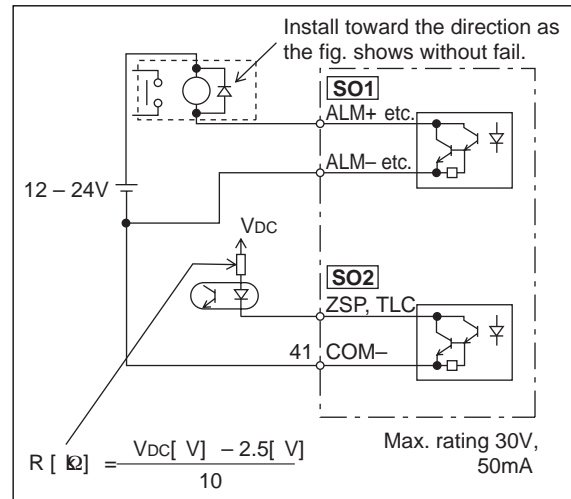 Install toward the direction as
the fig. shows without fail.
SO1
ALM+ etc.
ALM– etc.
12 – 24V
VDC
SO2
ZSP, TLC
41 COM–
Max. rating 30V,
50mA
R [ kΩ] = VDC[ V] – 2.5[ V]
10